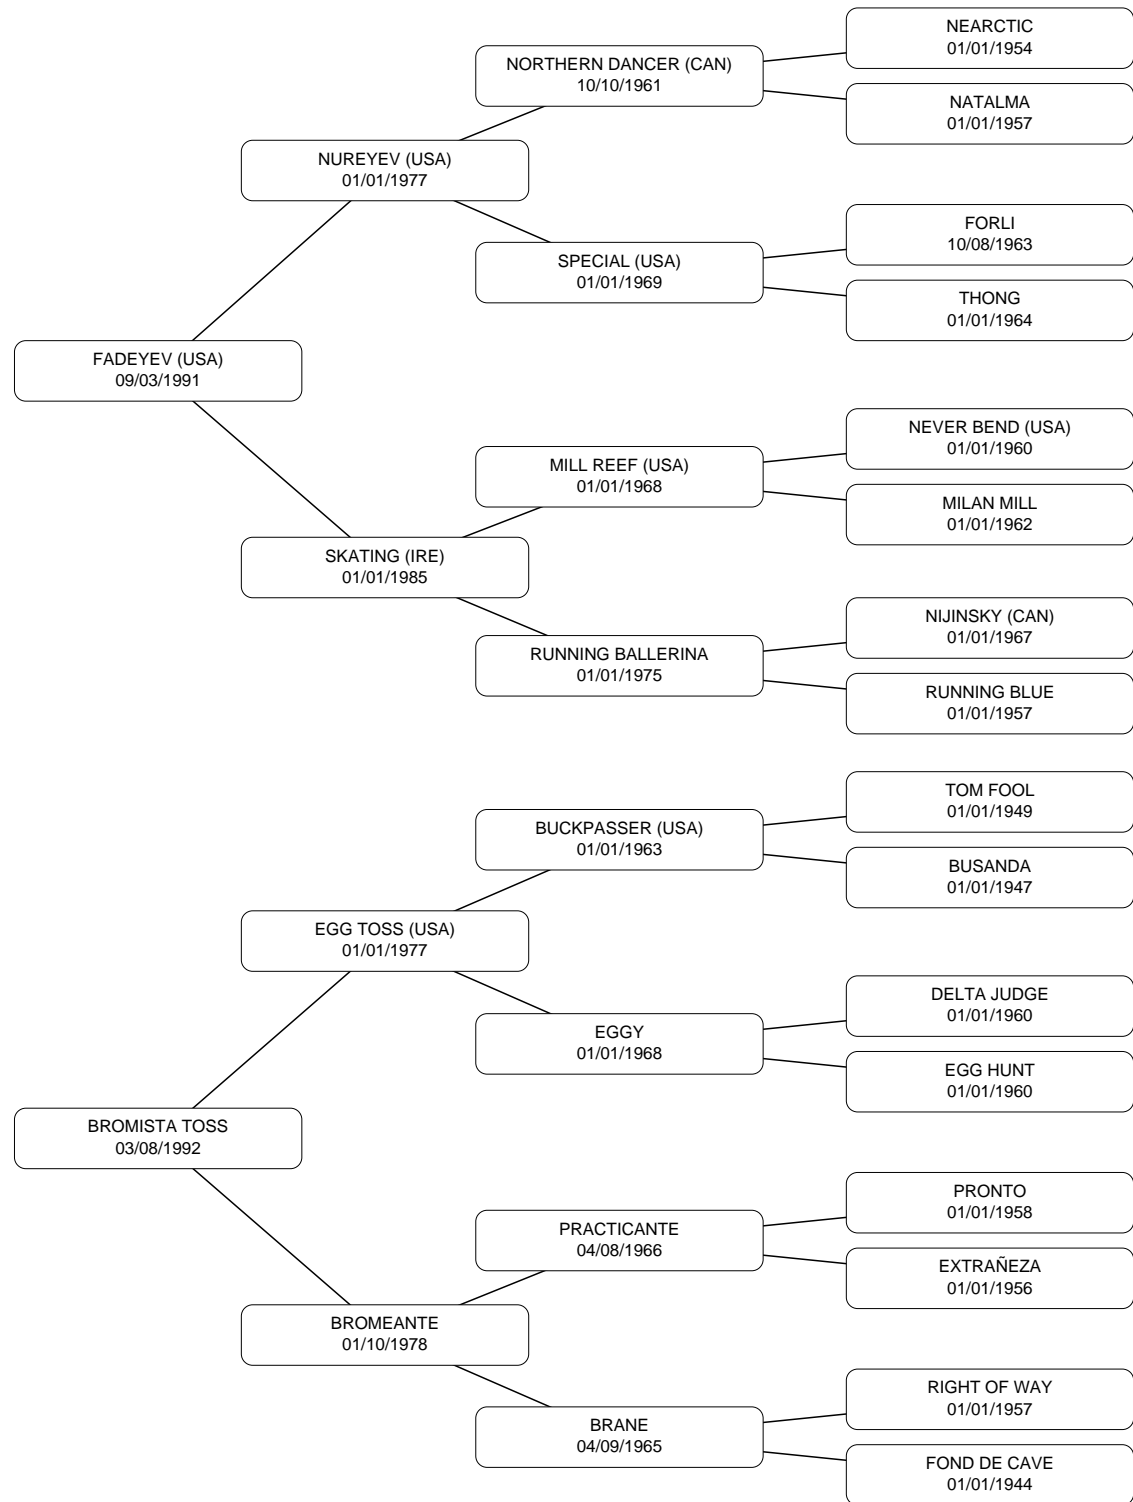 NEARCTIC
01/01/1954
NORTHERN DANCER (CAN)
10/10/1961
NATALMA
01/01/1957
NUREYEV (USA)
01/01/1977
FORLI
10/08/1963
SPECIAL (USA)
01/01/1969
THONG
01/01/1964
FADEYEV (USA)
09/03/1991
NEVER BEND (USA)
01/01/1960
MILL REEF (USA)
01/01/1968
MILAN MILL
01/01/1962
SKATING (IRE)
01/01/1985
NIJINSKY (CAN)
01/01/1967
RUNNING BALLERINA
01/01/1975
RUNNING BLUE
01/01/1957
TOM FOOL
01/01/1949
BUCKPASSER (USA)
01/01/1963
BUSANDA
01/01/1947
EGG TOSS (USA)
01/01/1977
DELTA JUDGE
01/01/1960
EGGY
01/01/1968
EGG HUNT
01/01/1960
BROMISTA TOSS
03/08/1992
PRONTO
01/01/1958
PRACTICANTE
04/08/1966
EXTRAÑEZA
01/01/1956
BROMEANTE
01/10/1978
RIGHT OF WAY
01/01/1957
BRANE
04/09/1965
FOND DE CAVE
01/01/1944